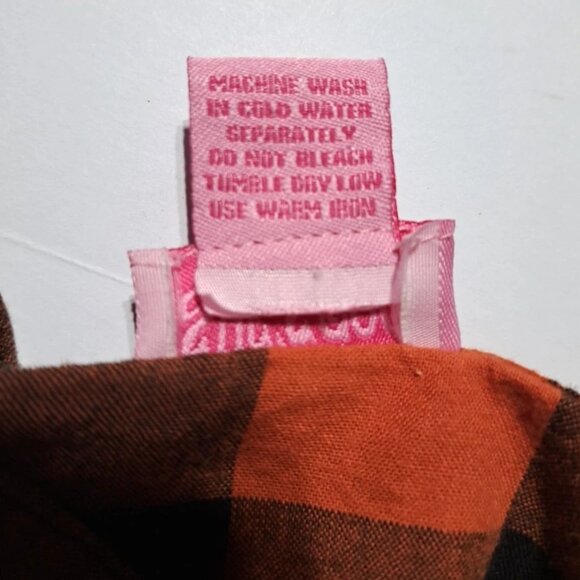 MACHINE WASH
IN COLD WATER
SEPARATELY
DO NOT BLEACH
TUMBLE DRY LOW
USE WARM IRON